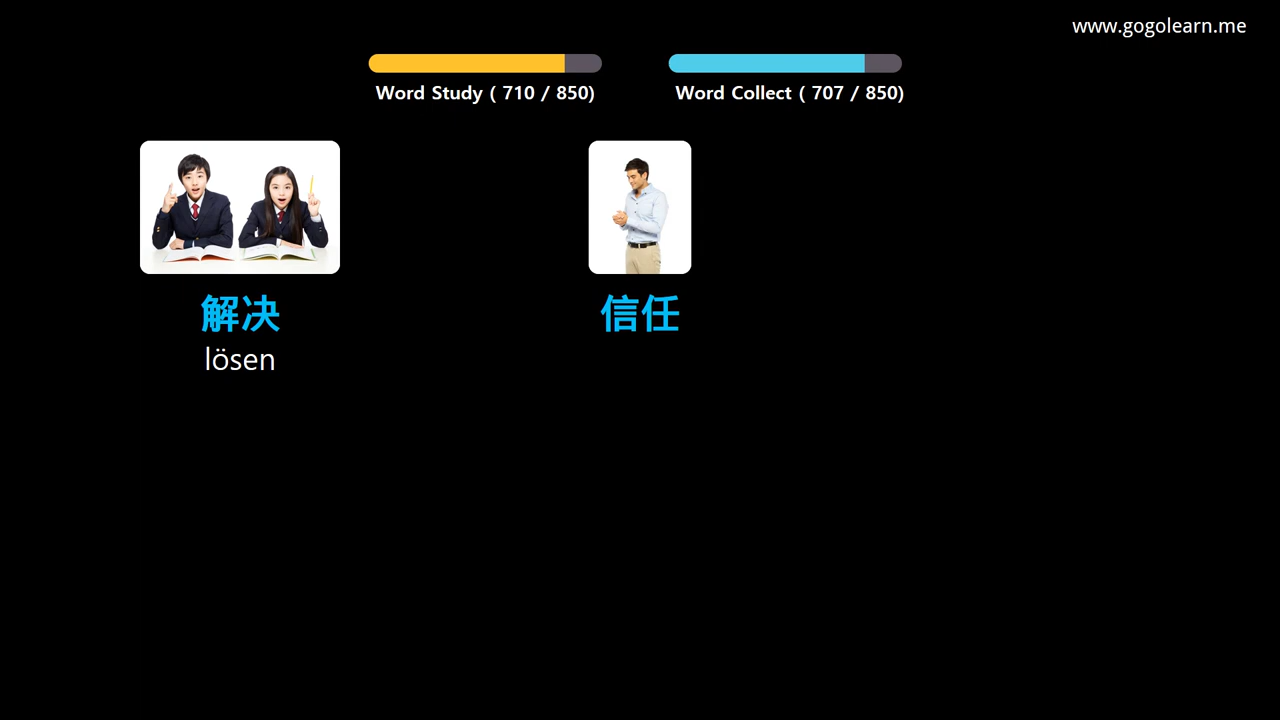 www.gogolearn.me
Word Study ( 710 / 850)
Word Collect ( 707 / 850)
解决
信任
lösen